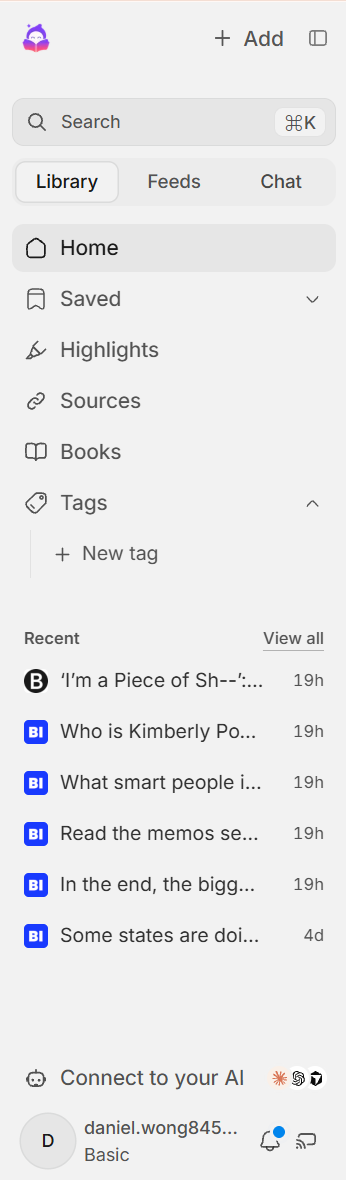 Add
Search ⌘K
Library Feeds Chat
Home
Saved
Highlights
Sources
Books
Tags
New tag
Recent View all
B ‘I’m a Piece of Sh--’:... 19h
BI Who is Kimberly Po... 19h
BI What smart people i... 19h
BI Read the memos se... 19h
BI In the end, the bigg... 19h
BI Some states are doi... 4d
Connect to your AI
D daniel.wong845...
Basic